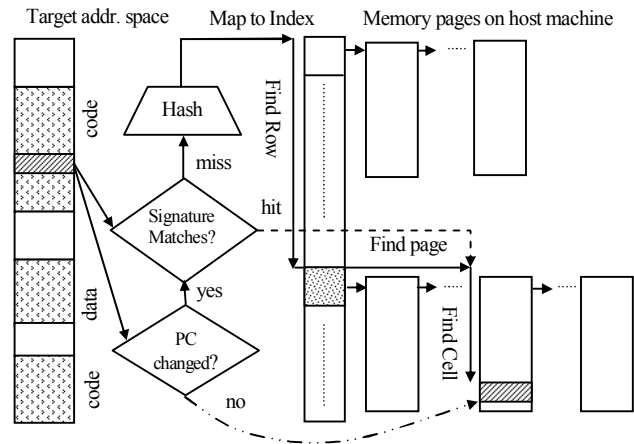 Target addr. space
Map to Index
Memory pages on host machine
code
Hash
Find Row
miss
Signature
Matches?
hit
Find page
data
yes
PC
changed?
Find Cell
code
no